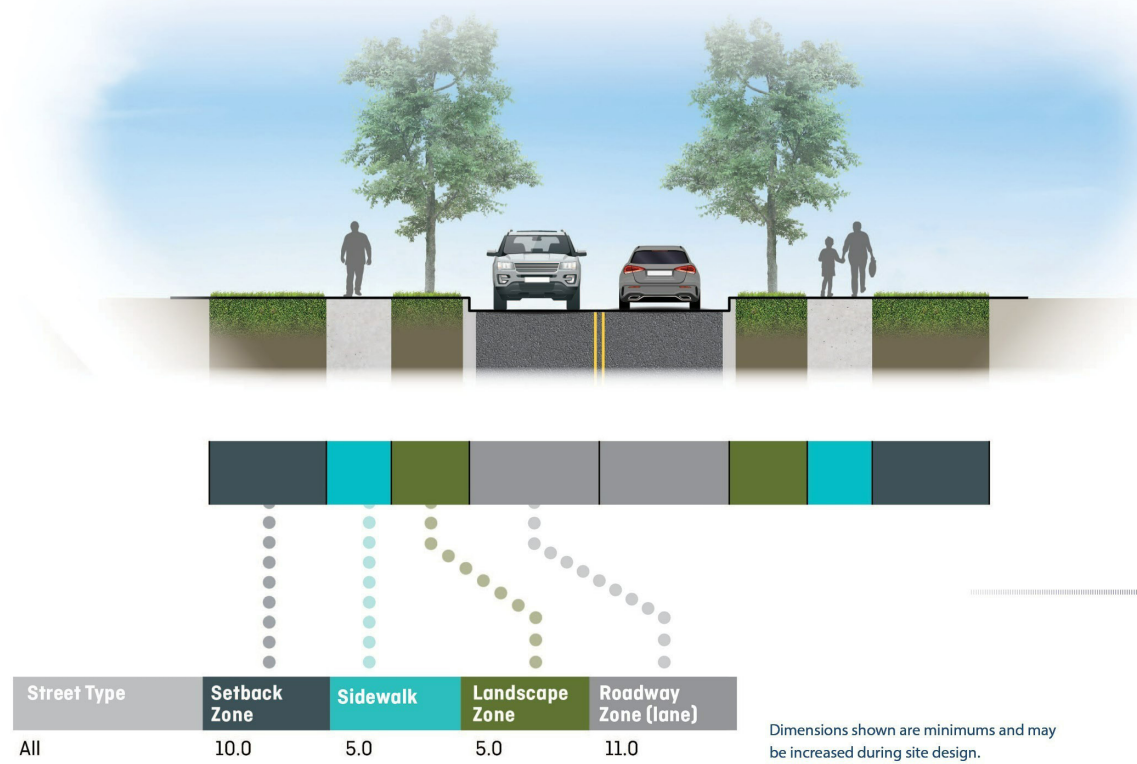 Street Type
Setback
Zone
Sidewalk
Landscape
Zone
Roadway
Zone (lane)
All
10.0
5.0
5.0
11.0
Dimensions shown are minimums and may
be increased during site design.